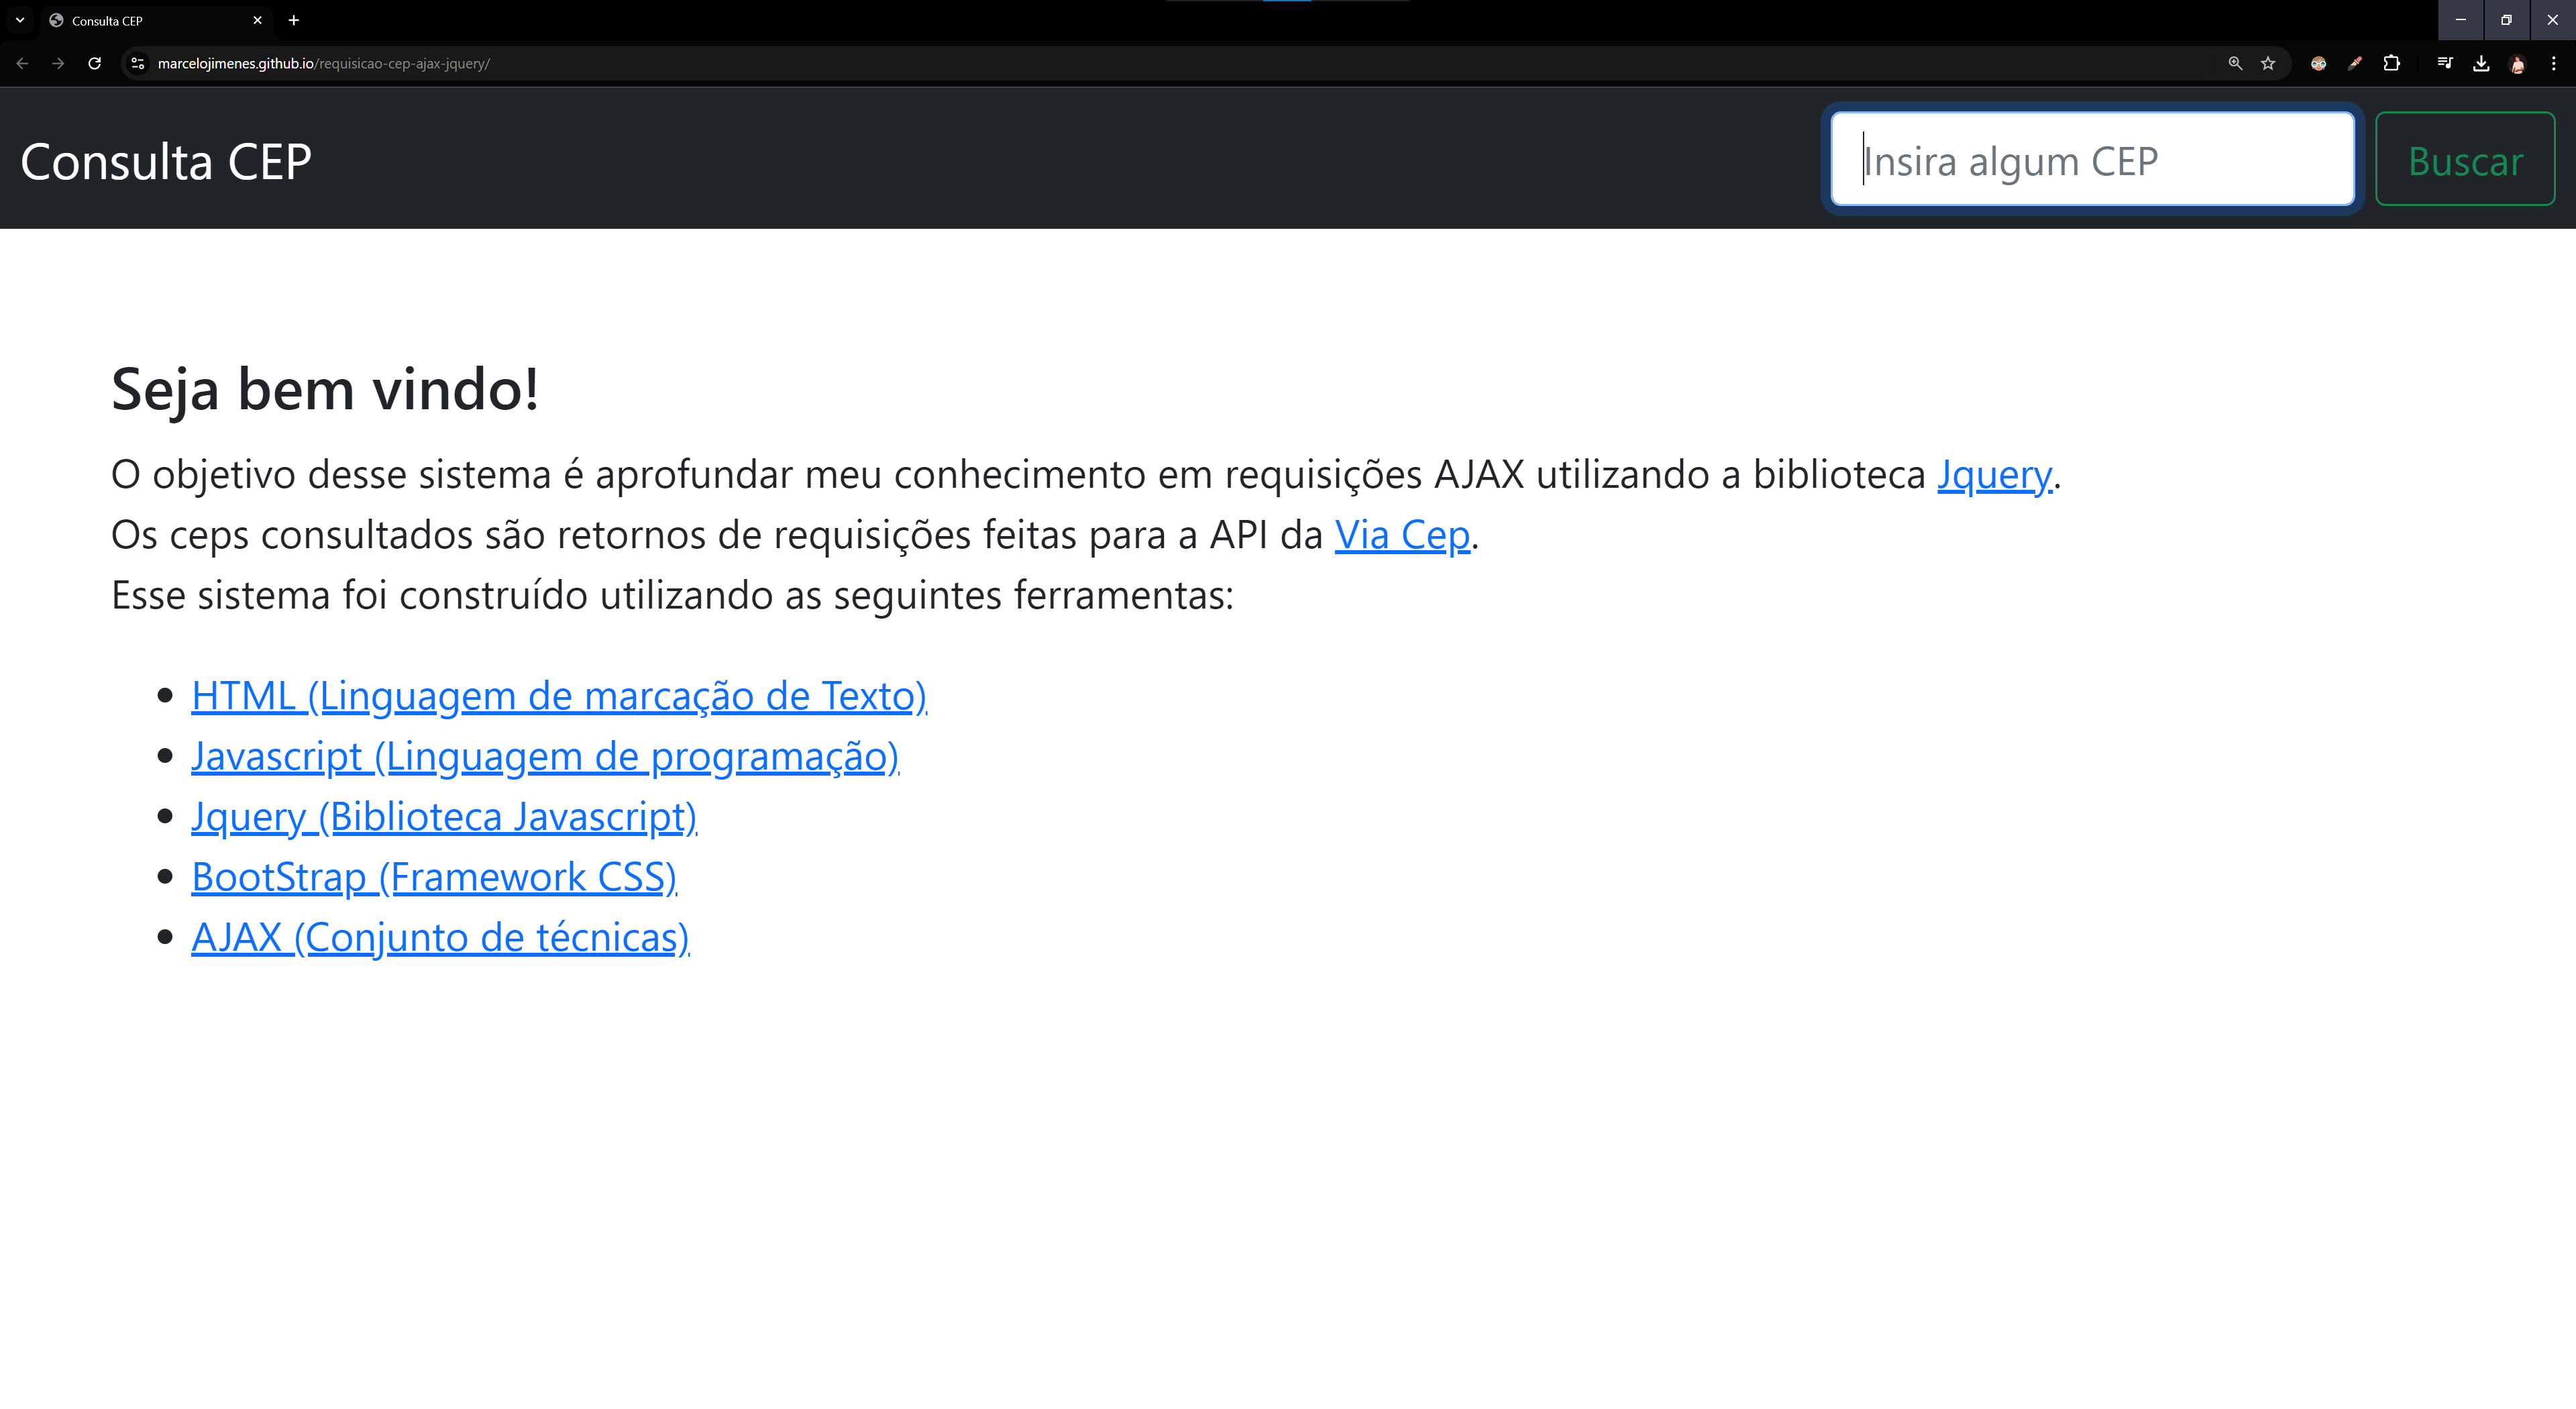 Consulta CEP
marcelojimenes.github.io/requisicao-cep-ajax-jquery/
Consulta CEP
Insira algum CEP
Buscar
Seja bem vindo!
O objetivo desse sistema é aprofundar meu conhecimento em requisições AJAX utilizando a biblioteca Jquery.
Os ceps consultados são retornos de requisições feitas para a API da Via Cep.
Esse sistema foi construído utilizando as seguintes ferramentas:
HTML (Linguagem de marcação de Texto)
Javascript (Linguagem de programação)
Jquery (Biblioteca Javascript)
BootStrap (Framework CSS)
AJAX (Conjunto de técnicas)